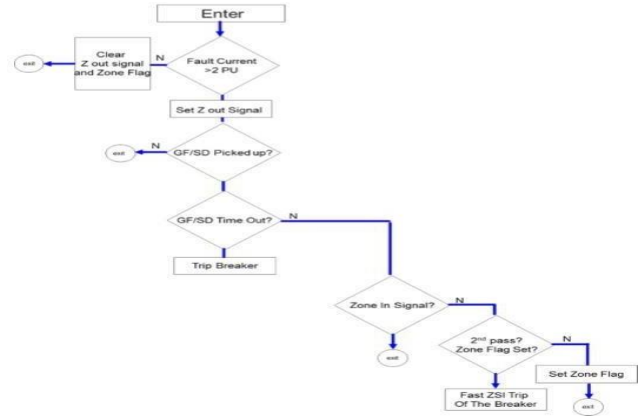 Enter
Clear
Z out signal
and Zone Flag
N
Fault Current
>2 PU
exit
Set Z out Signal
exit
N
GF/SD Picked up?
GF/SD Time Out?
N
Trip Breaker
Zone In Signal?
N
2nd pass?
Zone Flag Set?
N
exit
Set Zone Flag
Fast ZSI Trip
Of The Breaker
exit